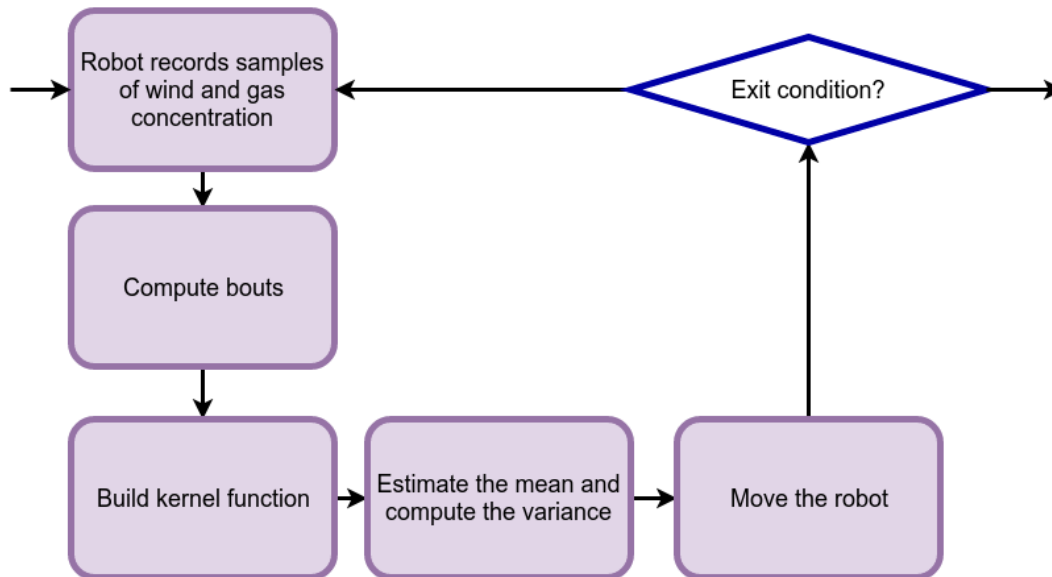 Robot records samples
of wind and gas
concentration
Exit condition?
Compute bouts
Build kernel function
Estimate the mean and
compute the variance
Move the robot